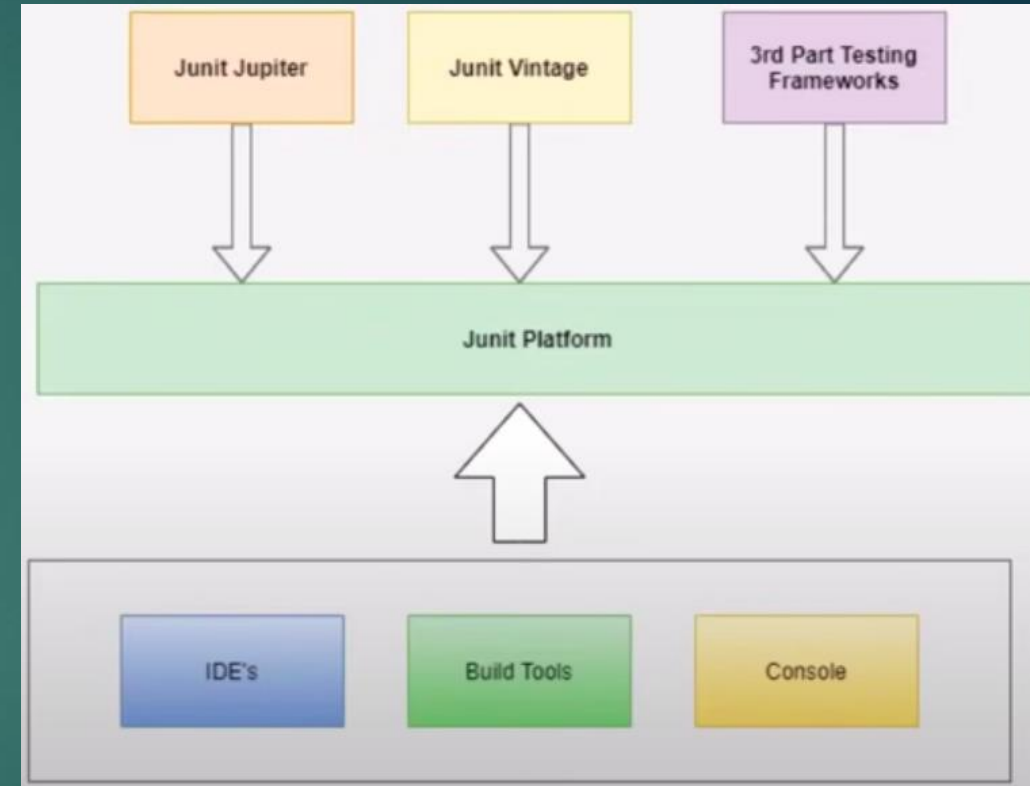 Junit Jupiter
Junit Vintage
3rd Part Testing
Frameworks
Junit Platform
IDE's
Build Tools
Console